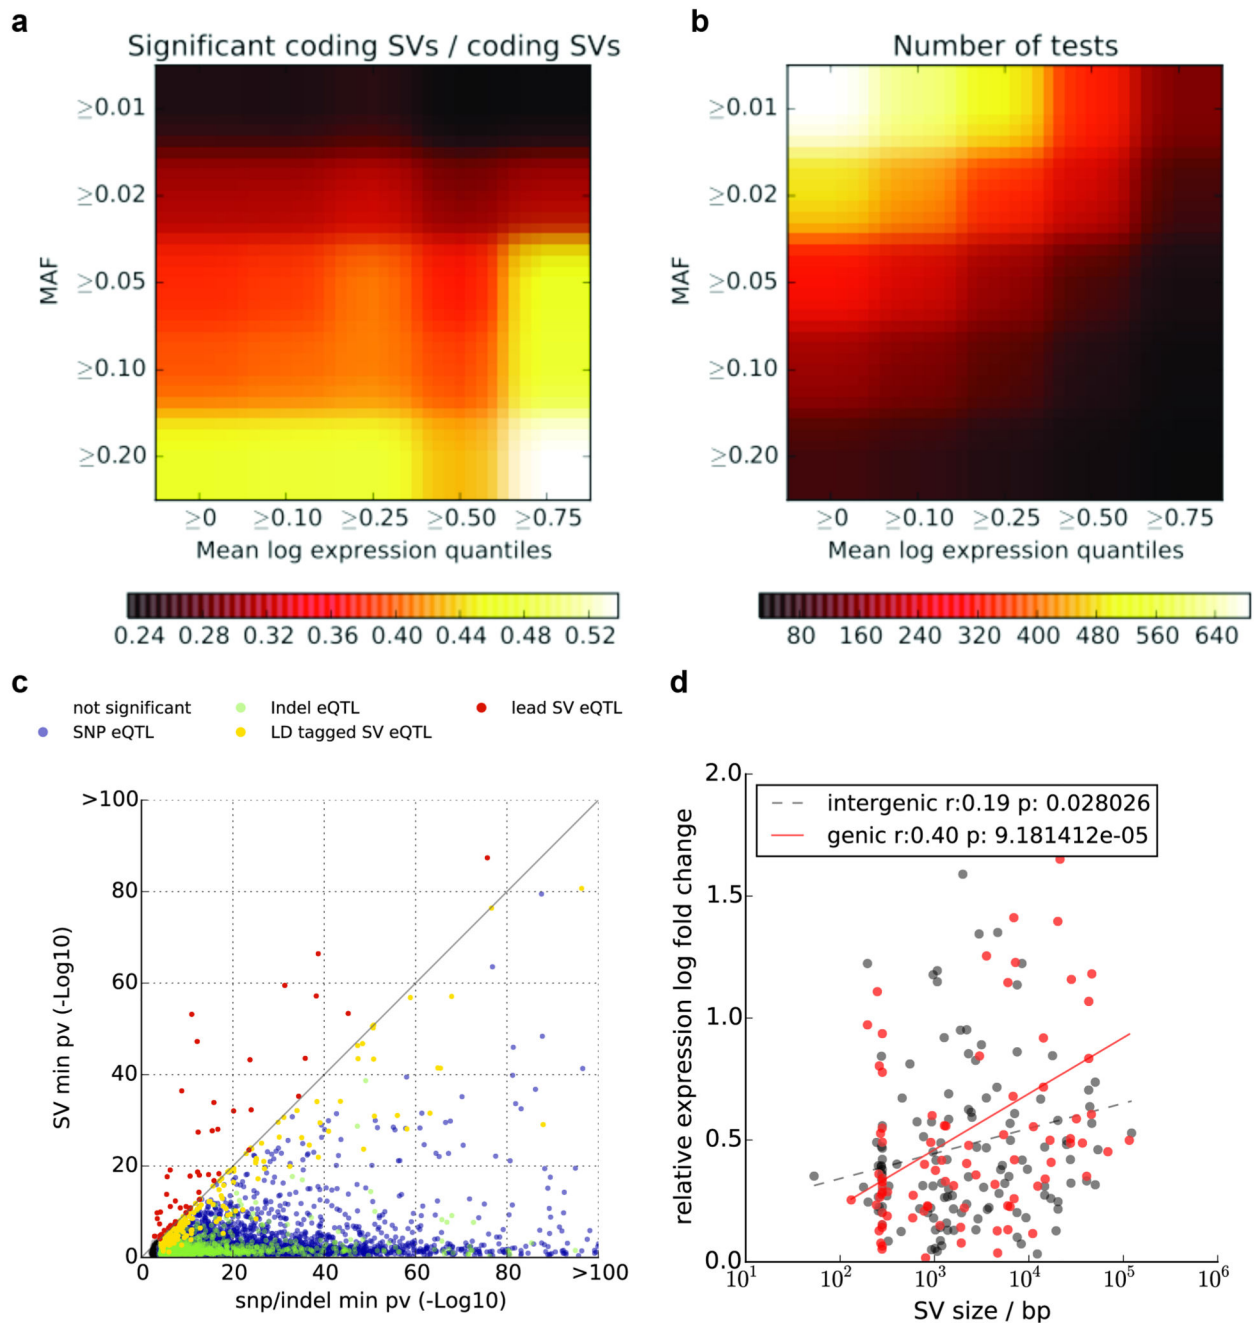 a
Significant coding SVs / coding SVs
≥0.01
≥0.02
≥0.05
≥0.10
≥0.20
MAF
≥0 ≥0.10 ≥0.25 ≥0.50 ≥0.75
Mean log expression quantiles
0.24 0.28 0.32 0.36 0.40 0.44 0.48 0.52
b
Number of tests
≥0.01
≥0.02
≥0.05
≥0.10
≥0.20
MAF
≥0 ≥0.10 ≥0.25 ≥0.50 ≥0.75
Mean log expression quantiles
80 160 240 320 400 480 560 640
c
not significant Indel eQTL lead SV eQTL
SNP eQTL LD tagged SV eQTL
>100
80
60
40
20
0
SV min pv (-Log10)
0 20 40 60 80 >100
snp/indel min pv (-Log10)
d
2.0
1.5
1.0
0.5
0.0
relative expression log fold change
intergenic r:0.19 p: 0.028026
genic r:0.40 p: 9.181412e-05
10¹ 10² 10³ 10⁴ 10⁵ 10⁶
SV size / bp